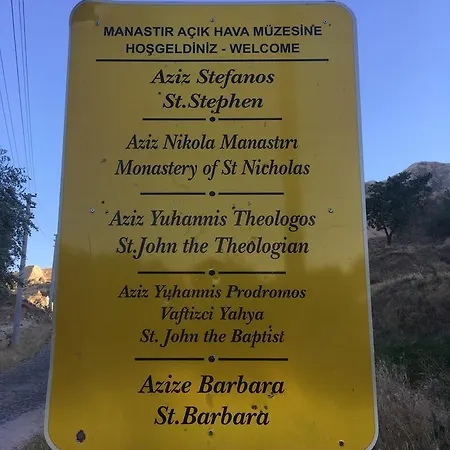 MANASTIR AÇIK HAVA MÜZESİNE
HOŞGELDİNİZ - WELCOME
Aziz Stefanos
St.Stephen
Aziz Nikola Manastırı
Monastery of St Nicholas
Aziz Yuhannis Theologos
St.John the Theologian
Aziz Yuhannis Prodromos
Vaftizci Yahya
St. John the Baptist
Azize Barbara
St.Barbara